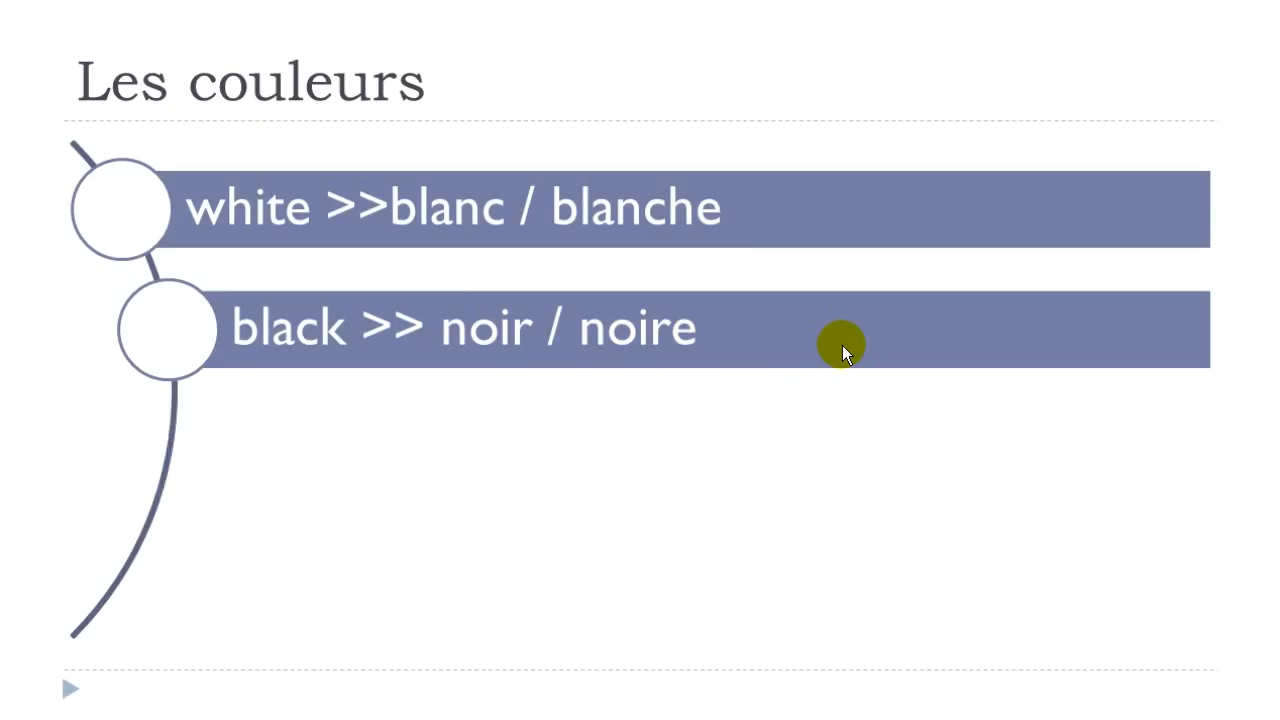 Les couleurs
white >>blanc / blanche
black >> noir / noire